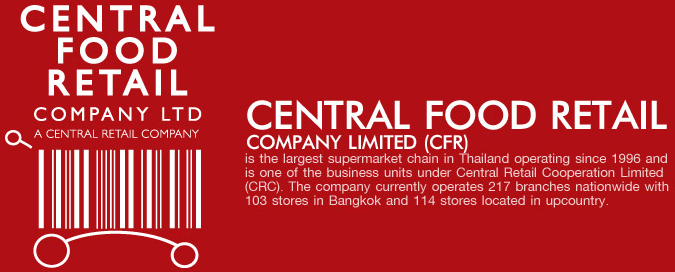 CENTRAL
FOOD
RETAIL
COMPANY LTD
A CENTRAL RETAIL COMPANY
CENTRAL FOOD RETAIL
COMPANY LIMITED (CFR)
is the largest supermarket chain in Thailand operating since 1996 and
is one of the business units under Central Retail Cooperation Limited
(CRC). The company currently operates 217 branches nationwide with
103 stores in Bangkok and 114 stores located in upcountry.